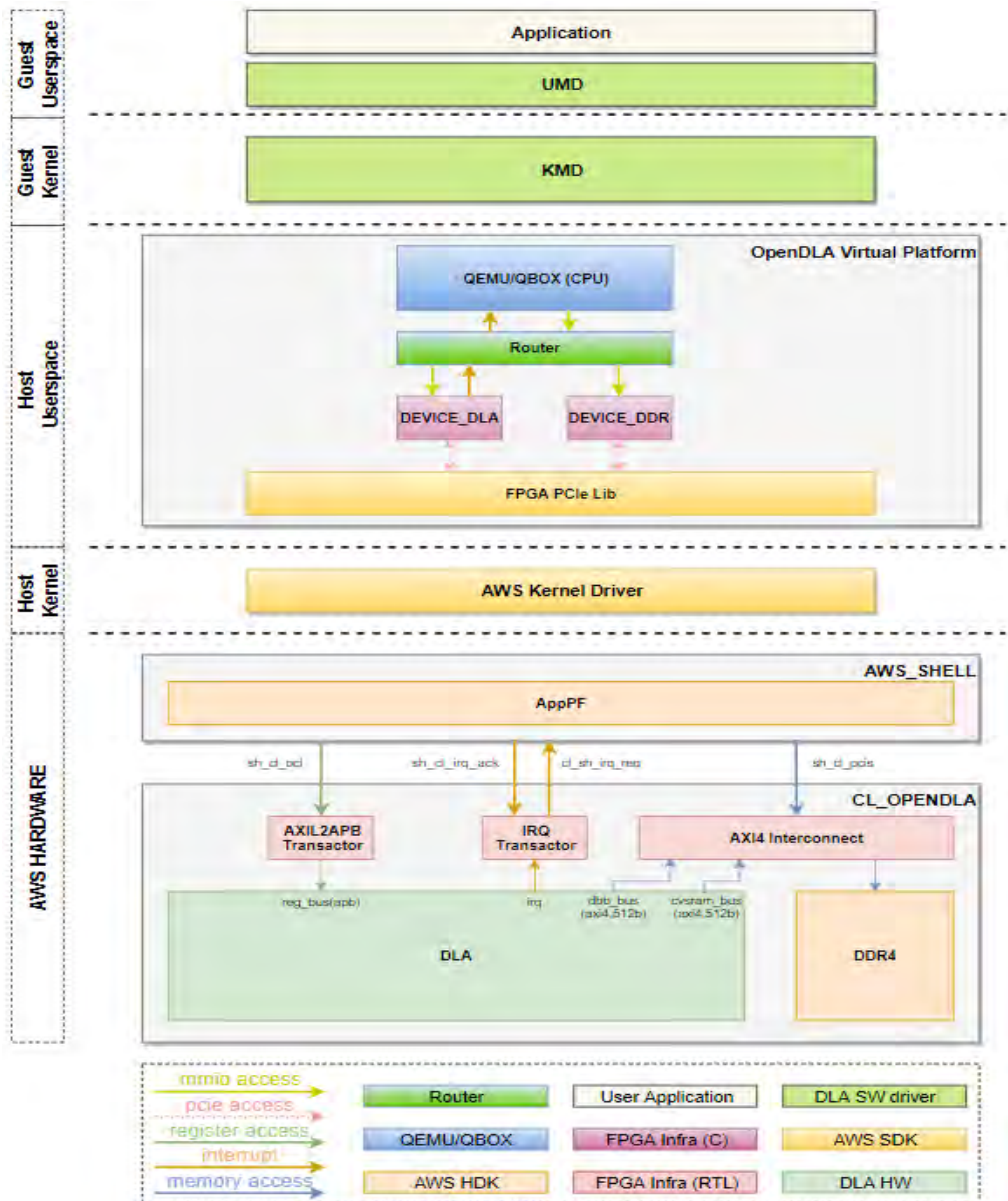 Guest
Userspace
Application
UMD
Guest
Kernel
KMD
Host
Userspace
OpenDLA Virtual Platform
QEMU/QBOX (CPU)
Router
DEVICE_DLA
DEVICE_DDR
FPGA PCIe Lib
Host
Kernel
AWS Kernel Driver
AWS HARDWARE
AWS_SHELL
AppPF
sh_cl_ocl
sh_cl_irq_ack
cl_sh_irq_req
sh_cl_pcis
CL_OPENDLA
AXIL2APB
Transactor
IRQ
Transactor
AXI4 Interconnect
reg_bus(apb)
irq
dbb_bus
(axi4,512b)
cvsram_bus
(axi4,512b)
DLA
DDR4
mmio access
pcie access
register access
interrupt
memory access
Router
User Application
DLA SW driver
QEMU/QBOX
FPGA Infra (C)
AWS SDK
AWS HDK
FPGA Infra (RTL)
DLA HW